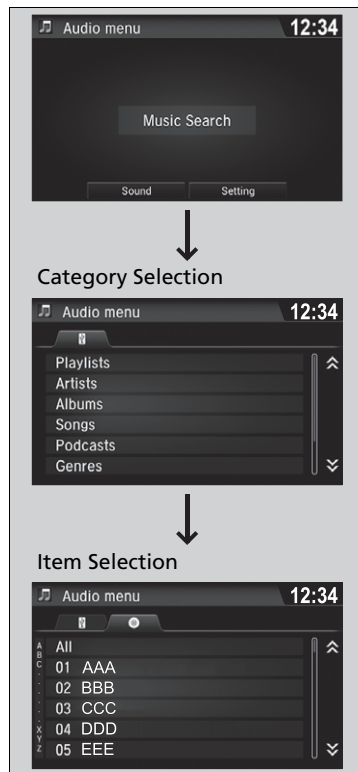 Audio menu 12:34
Music Search
Sound Setting
Category Selection
Audio menu 12:34
Playlists
Artists
Albums
Songs
Podcasts
Genres
Item Selection
Audio menu 12:34
A
B
C
All
01 AAA
02 BBB
03 CCC
04 DDD
05 EEE
X
Y
Z